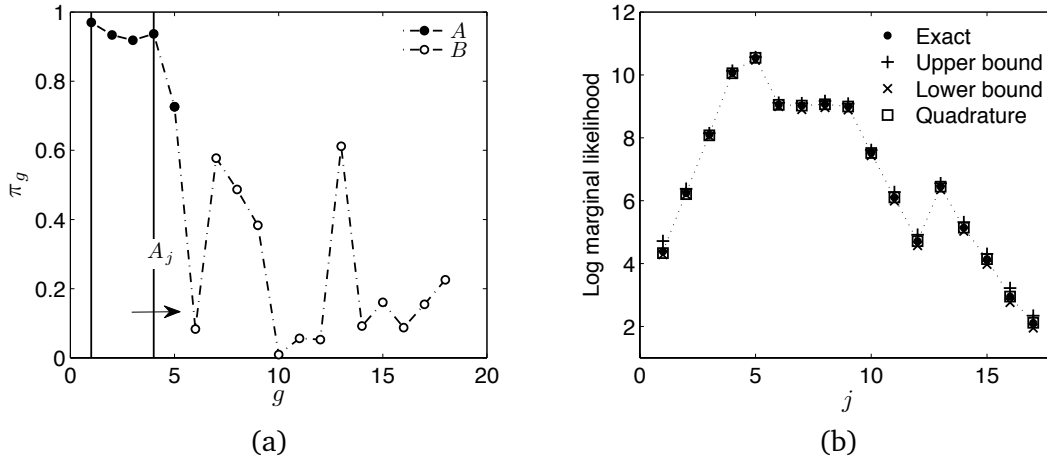 1
0.8
0.6
0.4
0.2
0
π_g
0
5
10
15
20
g
A
B
A_j
(a)
12
10
8
6
4
2
Log marginal likelihood
0
5
10
15
j
Exact
Upper bound
Lower bound
Quadrature
(b)